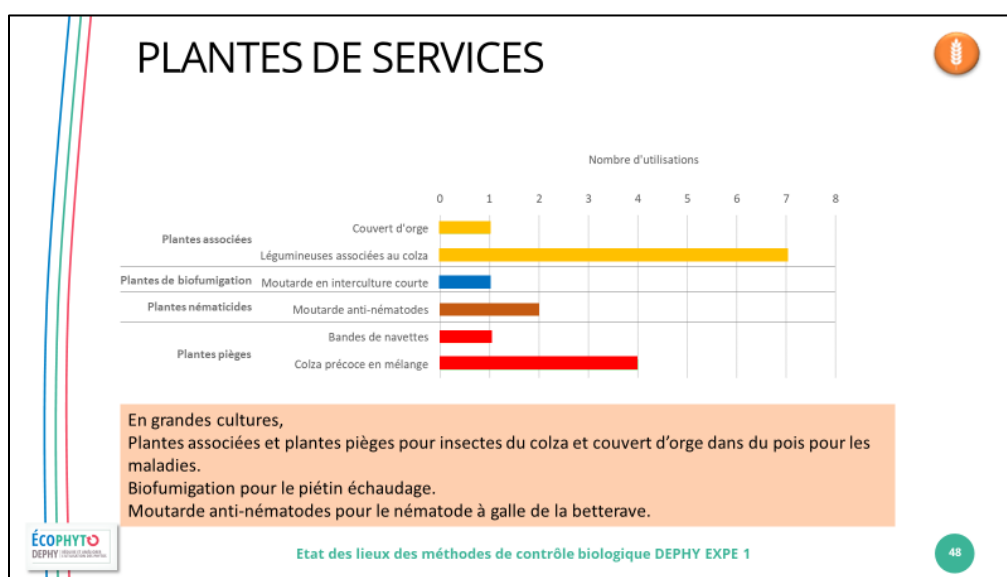 PLANTES DE SERVICES
Nombre d'utilisations
0 1 2 3 4 5 6 7 8
Plantes associées
Couvert d'orge
Légumineuses associées au colza
Plantes de biofumigation
Moutarde en interculture courte
Plantes nématicides
Moutarde anti-nématodes
Plantes pièges
Bandes de navettes
Colza précoce en mélange
En grandes cultures,
Plantes associées et plantes pièges pour insectes du colza et couvert d'orge dans du pois pour les
maladies.
Biofumigation pour le piétin échaudage.
Moutarde anti-nématodes pour le nématode à galle de la betterave.
ÉCOPHYTO
DEPHY
Etat des lieux des méthodes de contrôle biologique DEPHY EXPE 1
48